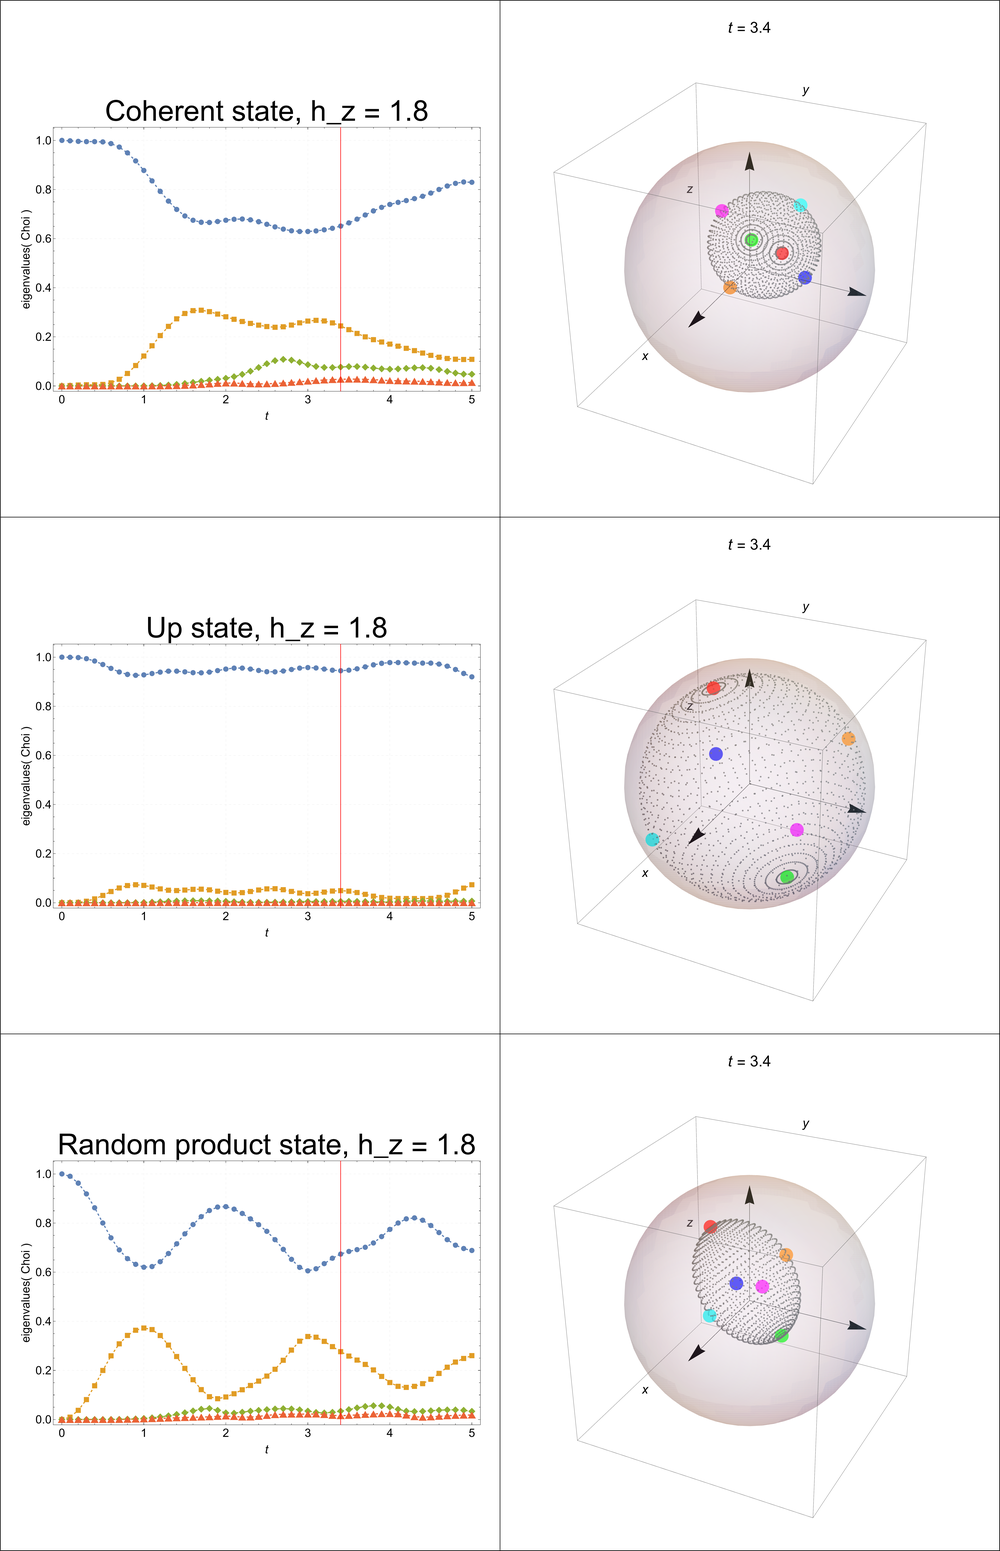 t = 3.4
Coherent state, h_z = 1.8
eigenvalues( Choi )
1.0
0.8
0.6
0.4
0.2
0.0
0 1 2 3 4 5
t
y
z
x
t = 3.4
Up state, h_z = 1.8
eigenvalues( Choi )
1.0
0.8
0.6
0.4
0.2
0.0
0 1 2 3 4 5
t
y
z
x
t = 3.4
Random product state, h_z = 1.8
eigenvalues( Choi )
1.0
0.8
0.6
0.4
0.2
0.0
0 1 2 3 4 5
t
y
z
x